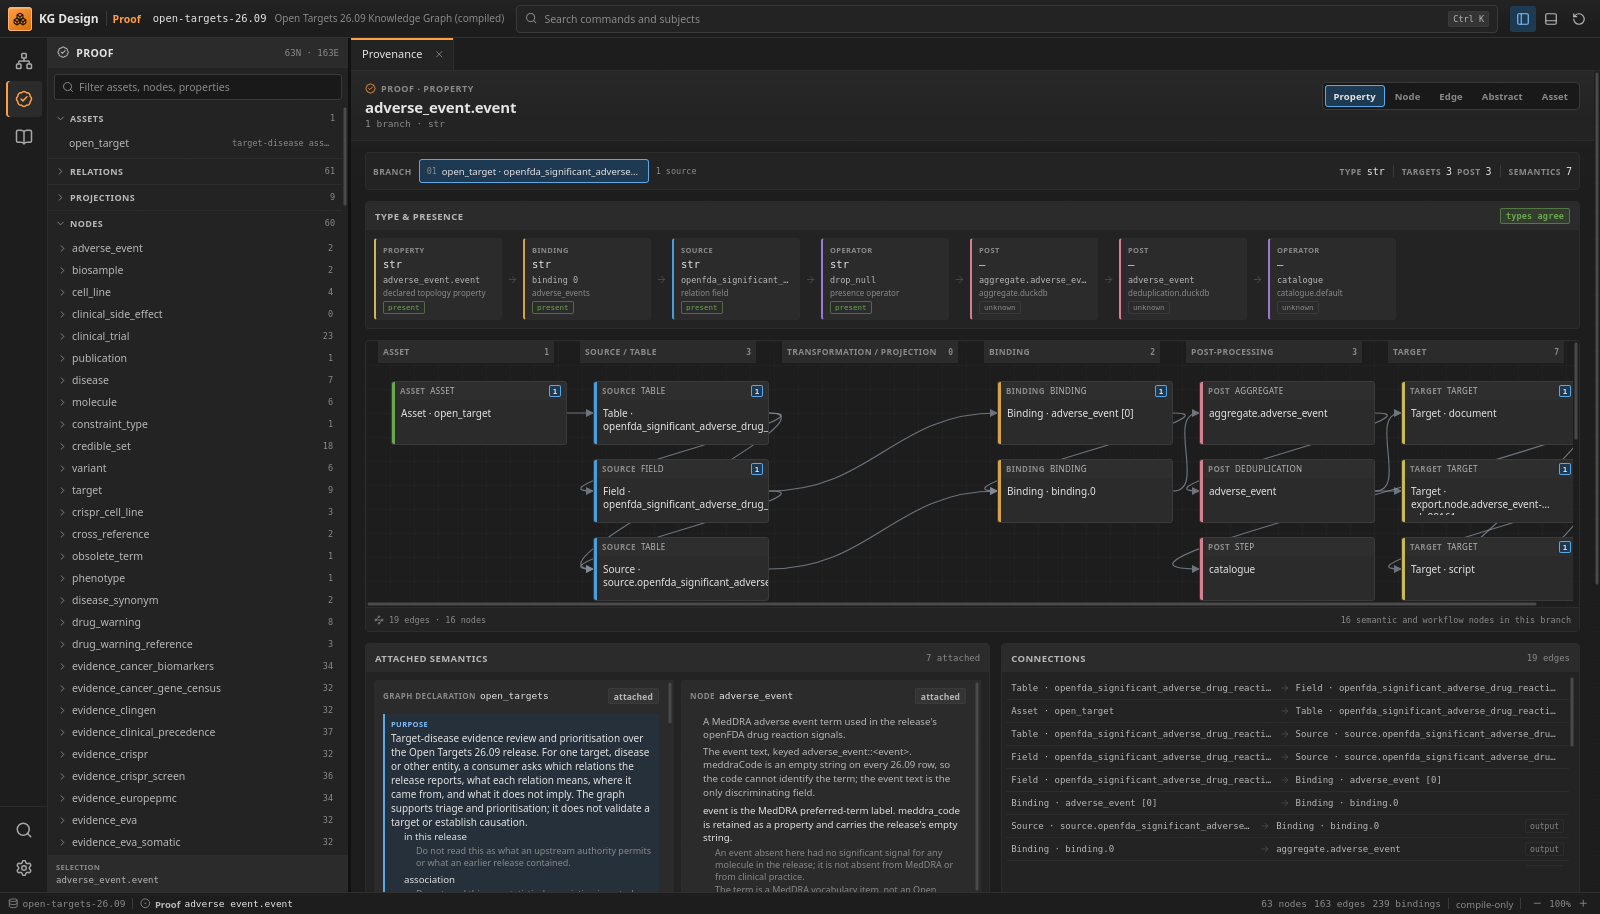 KG Design Proof open-targets-26.09 Open Targets 26.09 Knowledge Graph (compiled) Search commands and subjects Ctrl K
PROOF 63N · 163E
Filter assets, nodes, properties
ASSETS 1
open_target target-disease ass…
RELATIONS 61
PROJECTIONS 9
NODES 60
adverse_event 2
biosample 2
cell_line 4
clinical_side_effect 0
clinical_trial 23
publication 1
disease 7
molecule 6
constraint_type 1
credible_set 18
variant 6
target 9
crispr_cell_line 3
cross_reference 2
obsolete_term 1
phenotype 1
disease_synonym 2
drug_warning 8
drug_warning_reference 3
evidence_cancer_biomarkers 34
evidence_cancer_gene_census 32
evidence_clingen 32
evidence_clinical_precedence 37
evidence_crispr 32
evidence_crispr_screen 36
evidence_europepmc 34
evidence_eva 32
evidence_eva_somatic 32
SELECTION
adverse_event.event
Provenance ×
PROOF · PROPERTY
adverse_event.event
1 branch · str
Property Node Edge Abstract Asset
BRANCH 01 open_target · openfda_significant_adverse… 1 source TYPE str TARGETS 3 POST 3 SEMANTICS 7
TYPE & PRESENCE types agree
PROPERTY
str
adverse_event.event
declared topology property
present
BINDING
str
binding 0
adverse_events
present
SOURCE
str
openfda_significant_…
relation field
present
OPERATOR
str
drop_null
presence operator
present
POST
—
aggregate.adverse_ev…
aggregate.duckdb
unknown
POST
—
adverse_event
deduplication.duckdb
unknown
OPERATOR
—
catalogue
catalogue.default
unknown
ASSET 1 SOURCE / TABLE 3 TRANSFORMATION / PROJECTION 0 BINDING 2 POST-PROCESSING 3 TARGET 7
ASSET ASSET 1
Asset · open_target
SOURCE TABLE 1
Table ·
openfda_significant_adverse_drug_
SOURCE FIELD 1
Field ·
openfda_significant_adverse_drug_
SOURCE TABLE
Source ·
source.openfda_significant_adverse
BINDING BINDING 1
Binding · adverse_event [0]
BINDING BINDING
Binding · binding.0
POST AGGREGATE
aggregate.adverse_event
POST DEDUPLICATION
adverse_event
POST STEP
catalogue
TARGET TARGET 1
Target · document
TARGET TARGET 1
Target ·
export.node.adverse_event-…
TARGET TARGET 1
Target · script
19 edges · 16 nodes 16 semantic and workflow nodes in this branch
ATTACHED SEMANTICS 7 attached
GRAPH DECLARATION open_targets attached
PURPOSE
Target-disease evidence review and prioritisation over
the Open Targets 26.09 release. For one target, disease
or other entity, a consumer asks which relations the
release reports, what each relation means, where it
came from, and what it does not imply. The graph
supports triage and prioritisation; it does not validate a
target or establish causation.
in this release
Do not read this as what an upstream authority permits
or what an earlier release contained.
association
NODE adverse_event attached
A MedDRA adverse event term used in the release's
openFDA drug reaction signals.
The event text, keyed adverse_event::<event>.
meddraCode is an empty string on every 26.09 row, so
the code cannot identify the term; the event text is the
only discriminating field.
event is the MedDRA preferred-term label. meddra_code
is retained as a property and carries the release's empty
string.
An event absent here had no significant signal for any
molecule in the release; it is not absent from MedDRA or
from clinical practice.
The term is a MedDRA vocabulary item, not an Open
CONNECTIONS 19 edges
Table · openfda_significant_adverse_drug_reacti… → Field · openfda_significant_adverse_drug_reacti…
Asset · open_target → Table · openfda_significant_adverse_drug_reacti…
Table · openfda_significant_adverse_drug_reacti… → Source · source.openfda_significant_adverse_dru…
Field · openfda_significant_adverse_drug_reacti… → Source · source.openfda_significant_adverse_dru…
Field · openfda_significant_adverse_drug_reacti… → Binding · adverse_event [0]
Binding · adverse_event [0] → Binding · binding.0
Source · source.openfda_significant_adverse… → Binding · binding.0 output
Binding · binding.0 → aggregate.adverse_event output
open-targets-26.09 Proof adverse_event.event 63 nodes 163 edges 239 bindings compile-only − 100% +